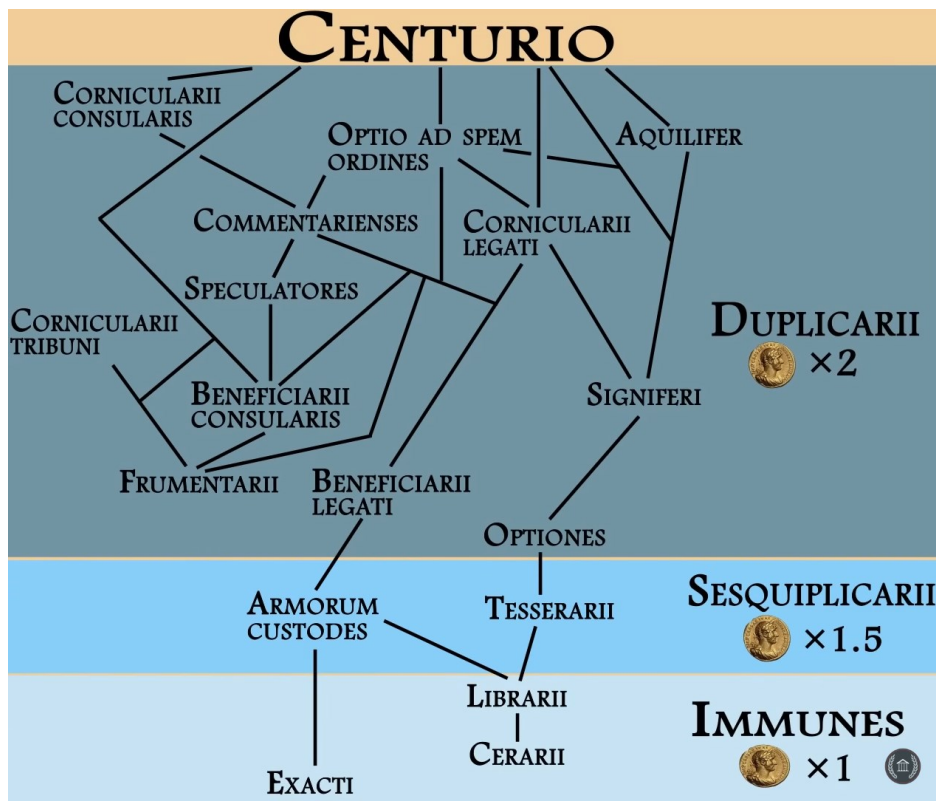 CENTURIO
CORNICULARII
CONSULARIS
OPTIO AD SPEM
ORDINES
AQUILIFER
COMMENTARIENSES
CORNICULARII
LEGATI
SPECULATORES
CORNICULARII
TRIBUNI
DUPLICARII
×2
BENEFICIARII
CONSULARIS
SIGNIFERI
FRUMENTARII
BENEFICIARII
LEGATI
OPTIONES
SESQUIPLICARII
×1.5
ARMORUM
CUSTODES
TESSERARII
LIBRARII
IMMUNES
×1
CERARII
EXACTI